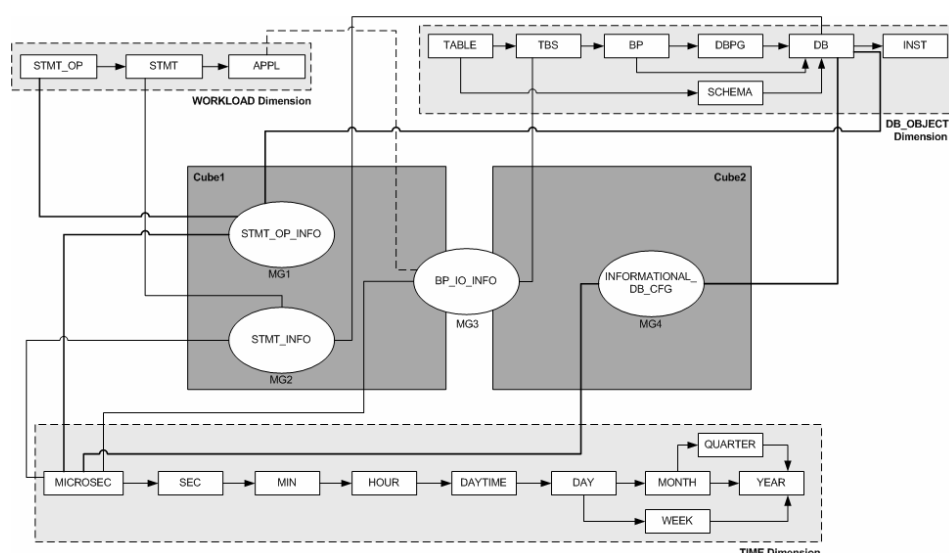 TABLE
TBS
BP
DBPG
DB
INST
SCHEMA
DB_OBJECT
Dimension
STMT_OP
STMT
APPL
WORKLOAD Dimension
Cube1
Cube2
STMT_OP_INFO
MG1
BP_IO_INFO
MG3
INFORMATIONAL_
DB_CFG
MG4
STMT_INFO
MG2
QUARTER
MICROSEC
SEC
MIN
HOUR
DAYTIME
DAY
MONTH
YEAR
WEEK
TIME Dimension